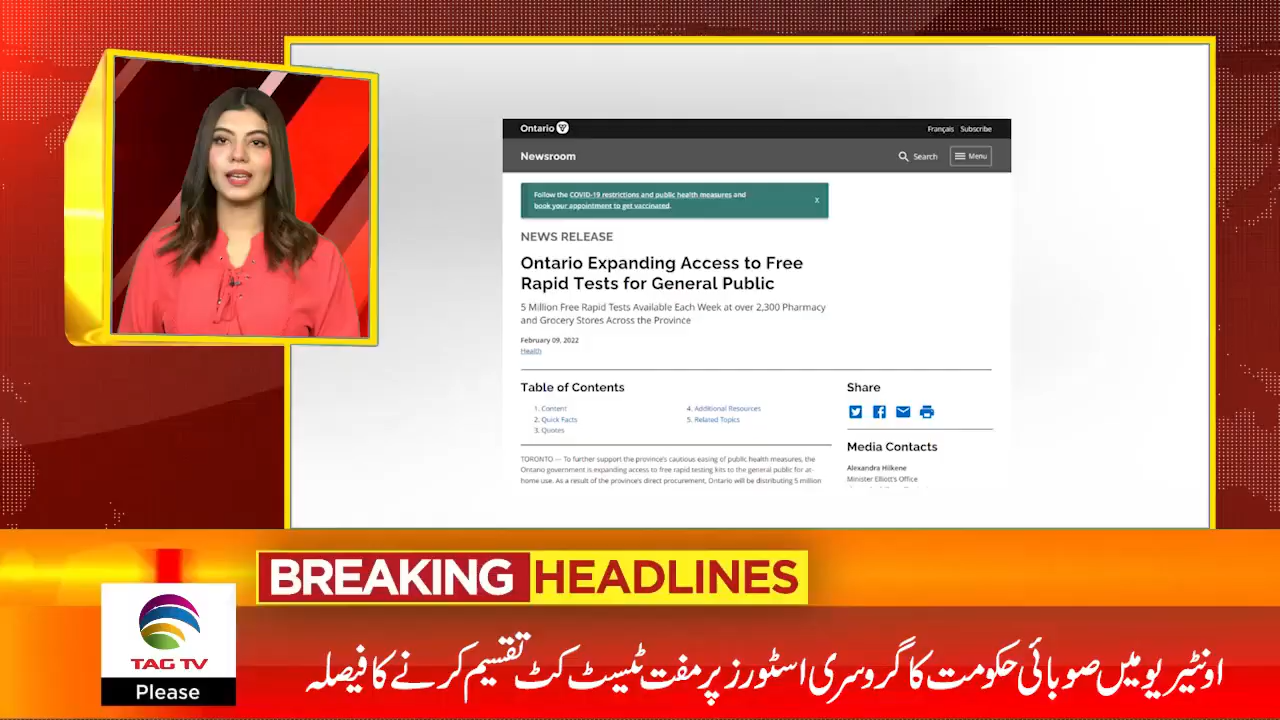 Ontario
Français Subscribe
Newsroom
Search Menu
Follow the COVID-19 restrictions and public health measures and
book your appointment to get vaccinated.
X
NEWS RELEASE
Ontario Expanding Access to Free
Rapid Tests for General Public
5 Million Free Rapid Tests Available Each Week at over 2,300 Pharmacy
and Grocery Stores Across the Province
February 09, 2022
Health
Table of Contents
1. Content
2. Quick Facts
3. Quotes
4. Additional Resources
5. Related Topics
Share
Media Contacts
Alexandra Hilkene
Minister Elliott's Office
TORONTO — To further support the province's cautious easing of public health measures, the
Ontario government is expanding access to free rapid testing kits to the general public for at-
home use. As a result of the province's direct procurement, Ontario will be distributing 5 million
BREAKING HEADLINES
اونٹیریو میں صوبائی حکومت کا گروسری اسٹورز پر مفت ٹیسٹ کٹ تقسیم کرنے کا فیصلہ
TAG TV
Please